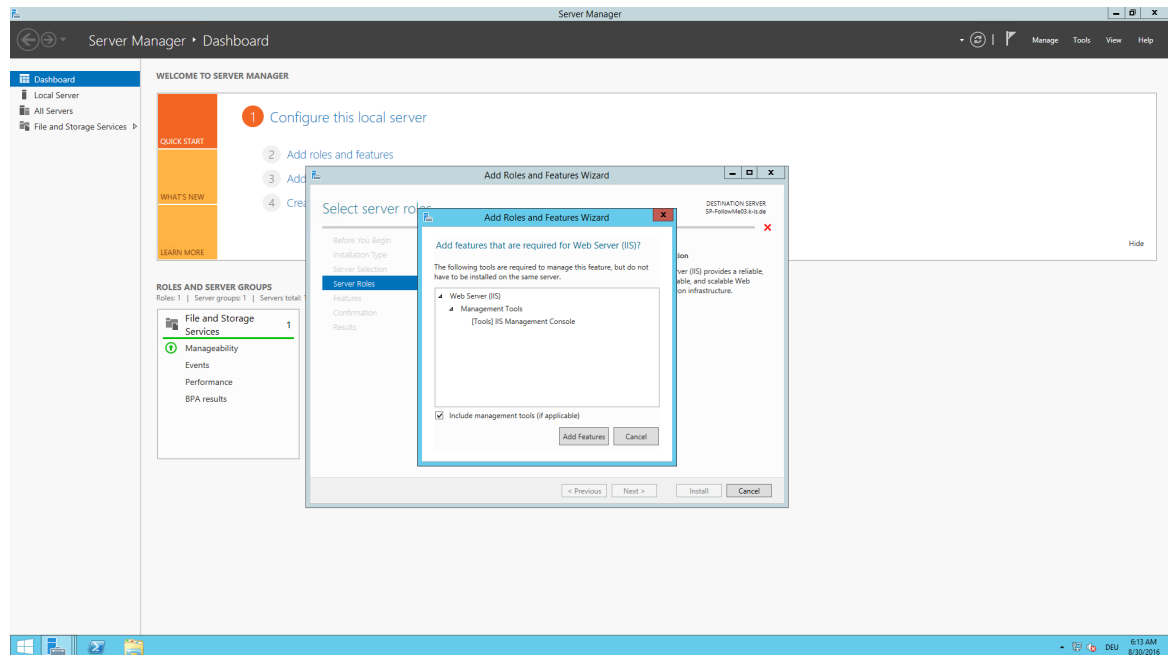 Server Manager
Server Manager • Dashboard
Manage Tools View Help
Dashboard
Local Server
All Servers
File and Storage Services
WELCOME TO SERVER MANAGER
QUICK START
WHAT'S NEW
LEARN MORE
1 Configure this local server
2 Add roles and features
3 Add
4 Crea
Hide
ROLES AND SERVER GROUPS
Roles: 1 | Server groups: 1 | Servers total: 1
File and Storage
Services
1
Manageability
Events
Performance
BPA results
Add Roles and Features Wizard
Select server roles
DESTINATION SERVER
SP-FollowMe03.k-is.de
Before You Begin
Installation Type
Server Selection
Server Roles
Features
Confirmation
Results
(IIS) provides a reliable,
and scalable Web
infrastructure.
Add Roles and Features Wizard
Add features that are required for Web Server (IIS)?
The following tools are required to manage this feature, but do not
have to be installed on the same server.
Web Server (IIS)
Management Tools
[Tools] IIS Management Console
Include management tools (if applicable)
Add Features Cancel
< Previous Next > Install Cancel
DEU
6:13 AM
8/30/2016